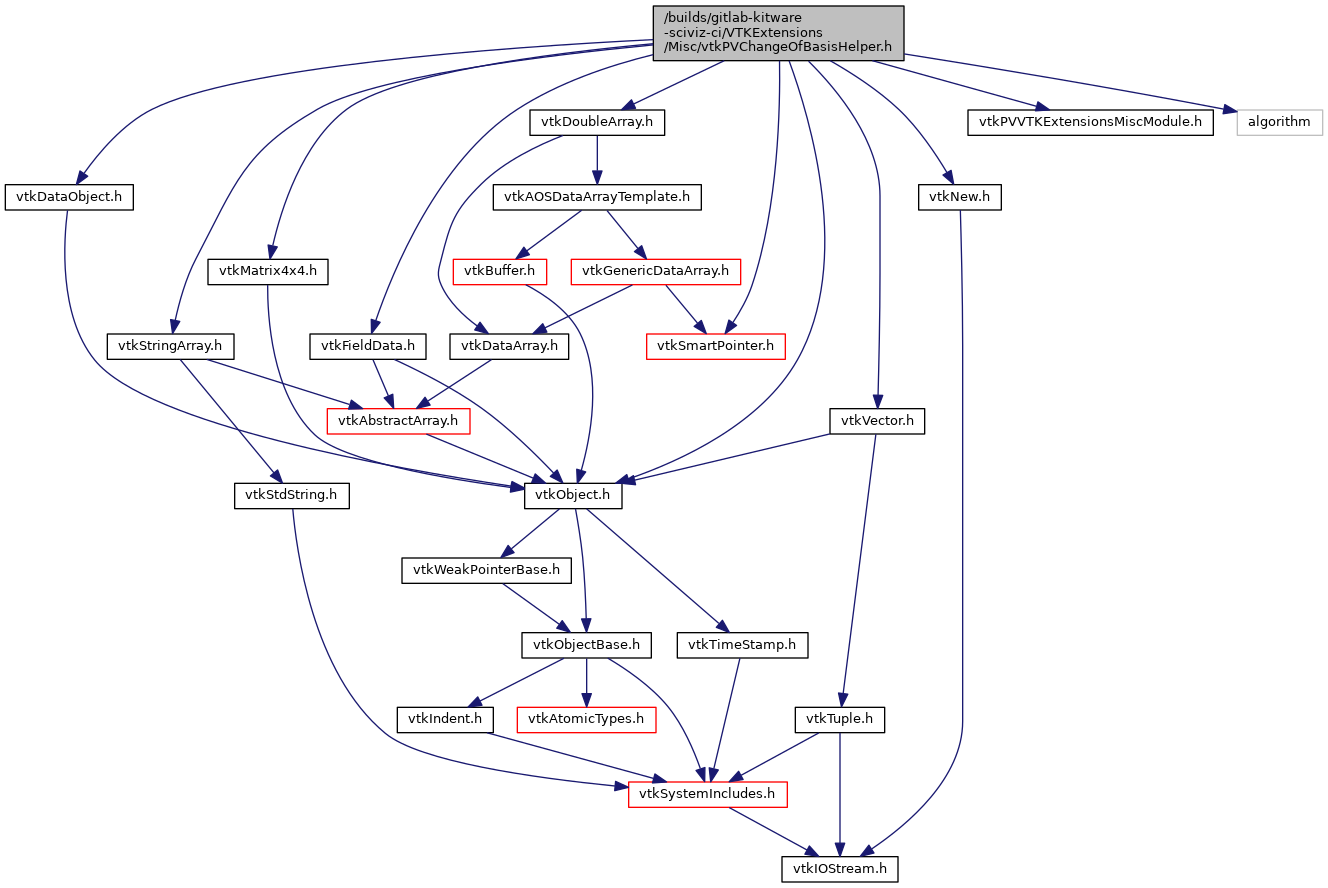 /builds/gitlab-kitware
-sciviz-ci/VTKExtensions
/Misc/vtkPVChangeOfBasisHelper.h
vtkDoubleArray.h
vtkPVVTKExtensionsMiscModule.h
algorithm
vtkDataObject.h
vtkAOSDataArrayTemplate.h
vtkNew.h
vtkMatrix4x4.h
vtkBuffer.h
vtkGenericDataArray.h
vtkStringArray.h
vtkFieldData.h
vtkDataArray.h
vtkSmartPointer.h
vtkAbstractArray.h
vtkVector.h
vtkStdString.h
vtkObject.h
vtkWeakPointerBase.h
vtkObjectBase.h
vtkTimeStamp.h
vtkIndent.h
vtkAtomicTypes.h
vtkTuple.h
vtkSystemIncludes.h
vtkIOStream.h